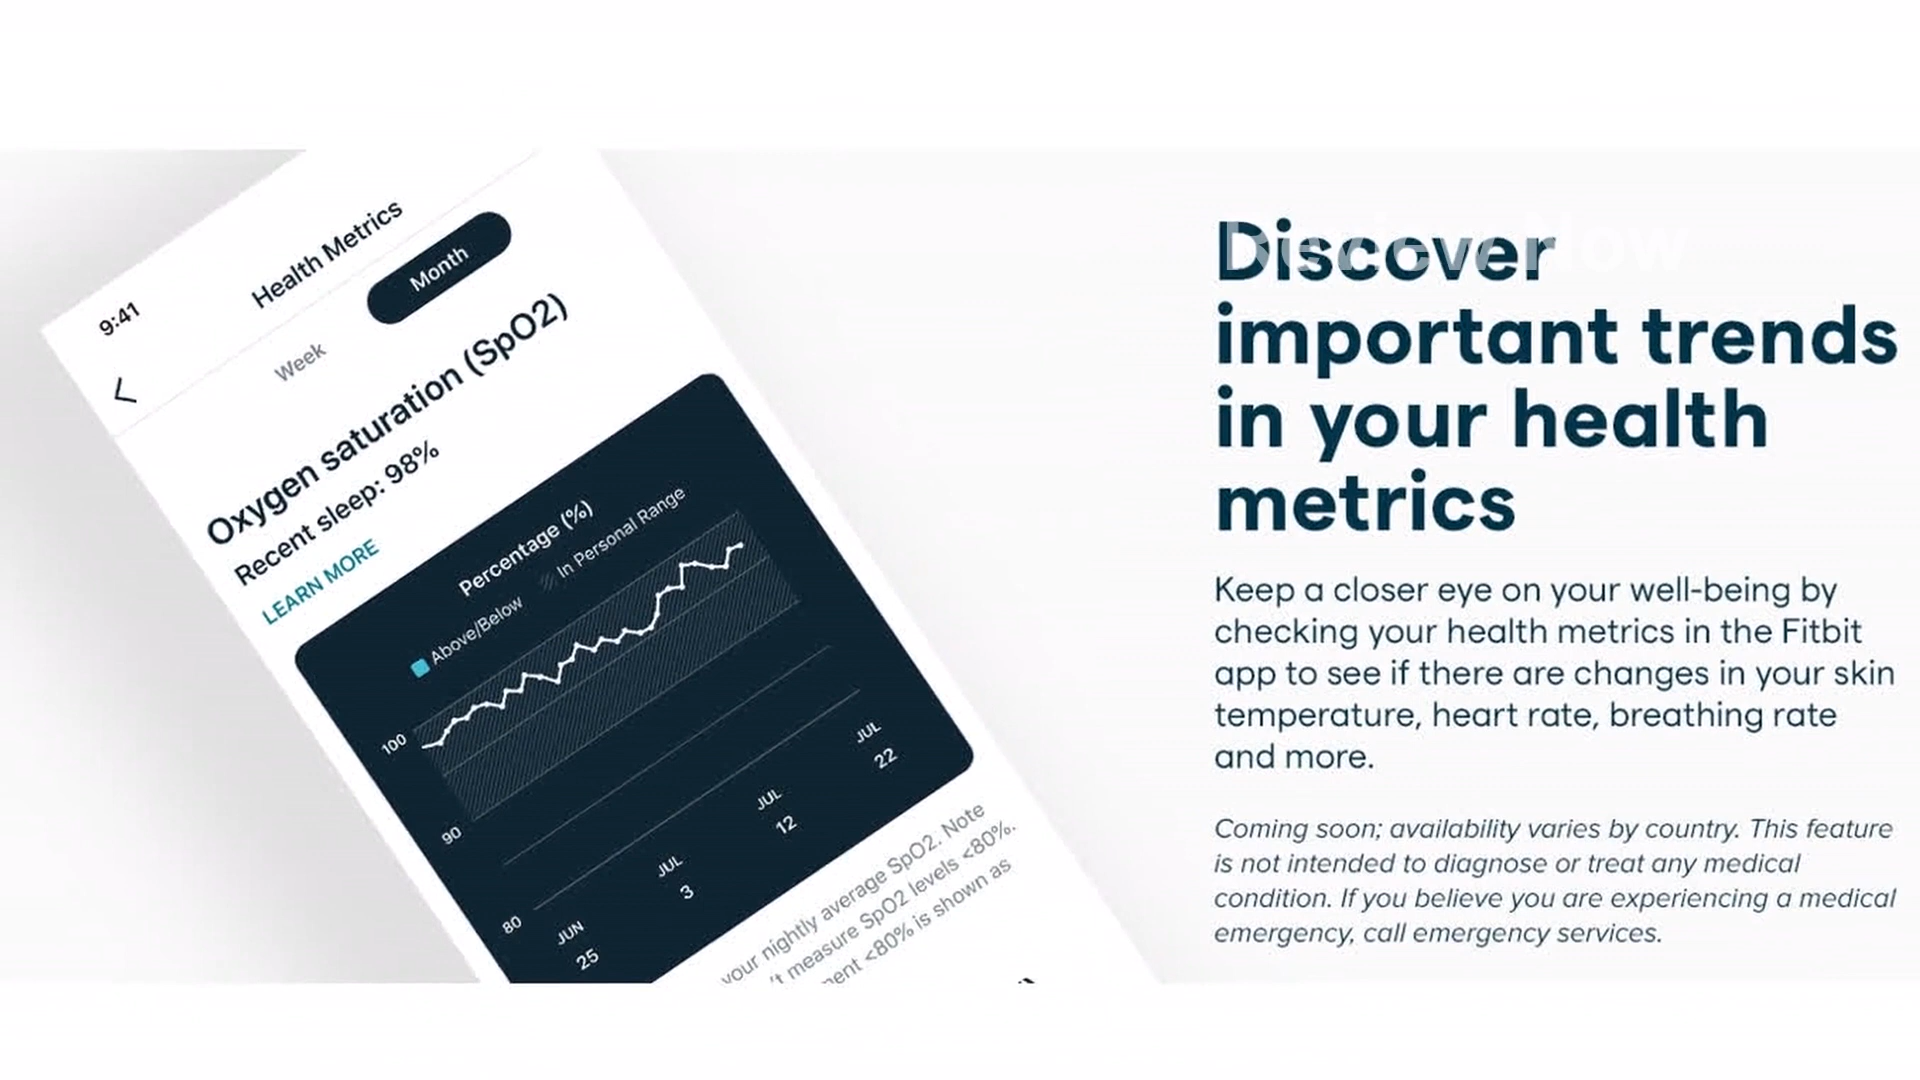 9:41
Health Metrics
Week
Month
Oxygen saturation (SpO2)
Recent sleep: 98%
LEARN MORE
Percentage (%)
Above/Below
In Personal Range
100
90
80
JUN
25
JUL
3
JUL
12
JUL
22
your nightly average SpO2. Note
't measure SpO2 levels <80%.
ment <80% is shown as
Discover
important trends
in your health
metrics
Keep a closer eye on your well-being by
checking your health metrics in the Fitbit
app to see if there are changes in your skin
temperature, heart rate, breathing rate
and more.
Coming soon; availability varies by country. This feature
is not intended to diagnose or treat any medical
condition. If you believe you are experiencing a medical
emergency, call emergency services.